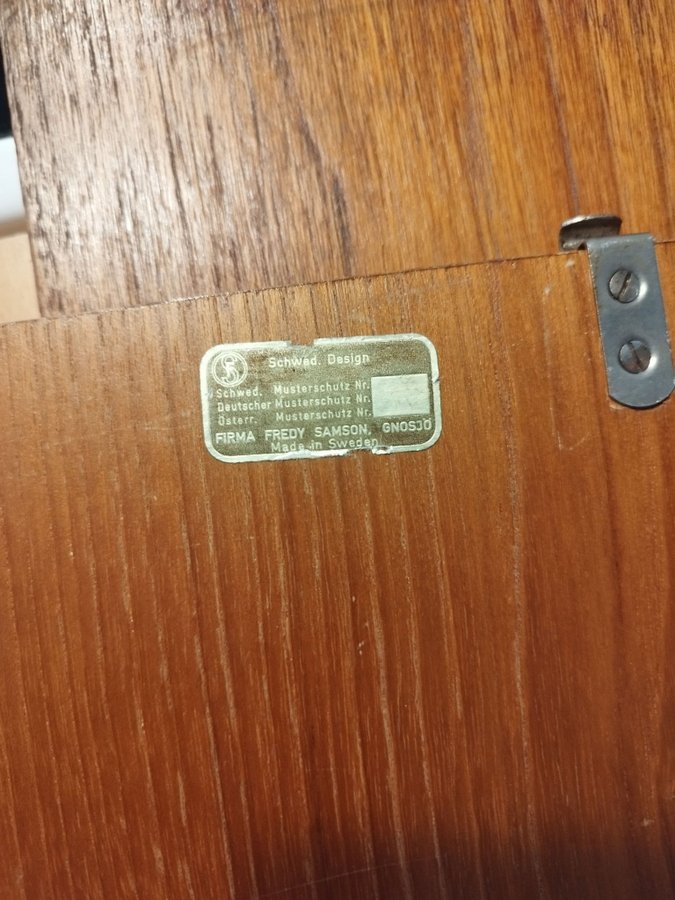 Schwed. Design
Schwed. Musterschutz Nr.
Deutscher Musterschutz Nr.
Österr. Musterschutz Nr.
FIRMA FREDY SAMSON, GNOSJÖ
Made in Sweden